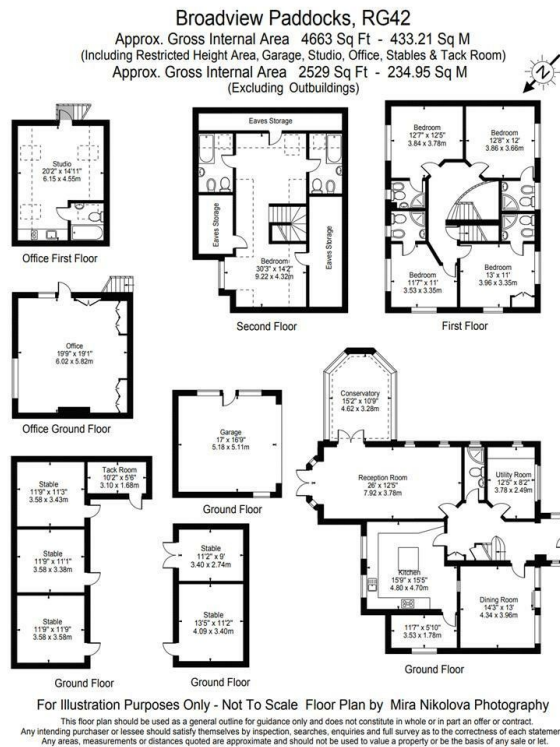 Broadview Paddocks, RG42
Approx. Gross Internal Area 4663 Sq Ft - 433.21 Sq M
(Including Restricted Height Area, Garage, Studio, Office, Stables & Tack Room)
Approx. Gross Internal Area 2529 Sq Ft - 234.95 Sq M
(Excluding Outbuildings)
N
Studio
20'2" x 14'11"
6.15 x 4.55m
Office First Floor
Eaves Storage
Eaves Storage
Eaves Storage
Bedroom
30'3" x 14'2"
9.22 x 4.32m
Second Floor
Bedroom
12'7" x 12'5"
3.84 x 3.78m
Bedroom
12'8" x 12'
3.86 x 3.66m
Bedroom
11'7" x 11'
3.53 x 3.35m
Bedroom
13' x 11'
3.96 x 3.35m
First Floor
Office
19'9" x 19'1"
6.02 x 5.82m
Office Ground Floor
Garage
17' x 16'9"
5.18 x 5.11m
Ground Floor
Conservatory
15'2" x 10'9"
4.62 x 3.28m
Reception Room
26' x 12'5"
7.92 x 3.78m
Utility Room
12'5" x 8'2"
3.78 x 2.49m
Kitchen
15'9" x 15'5"
4.80 x 4.70m
Dining Room
14'3" x 13'
4.34 x 3.96m
11'7" x 5'10"
3.53 x 1.78m
Ground Floor
Stable
11'9" x 11'3"
3.58 x 3.43m
Tack Room
10'2" x 5'6"
3.10 x 1.68m
Stable
11'9" x 11'1"
3.58 x 3.38m
Stable
11'9" x 11'9"
3.58 x 3.58m
Ground Floor
Stable
11'2" x 9'
3.40 x 2.74m
Stable
13'5" x 11'2"
4.09 x 3.40m
Ground Floor
For Illustration Purposes Only - Not To Scale Floor Plan by Mira Nikolova Photography
This floor plan should be used as a general outline for guidance only and does not constitute in whole or in part an offer or contract.
Any intending purchaser or lessee should satisfy themselves by inspection, searches, enquiries and full survey as to the correctness of each statem
Any areas, measurements or distances quoted are approximate and should not be used to value a property or be the basis of any sale or let.